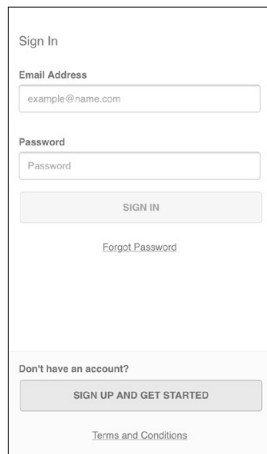 Sign In
Email Address
example@name.com
Password
Password
SIGN IN
Forgot Password
Don't have an account?
SIGN UP AND GET STARTED
Terms and Conditions